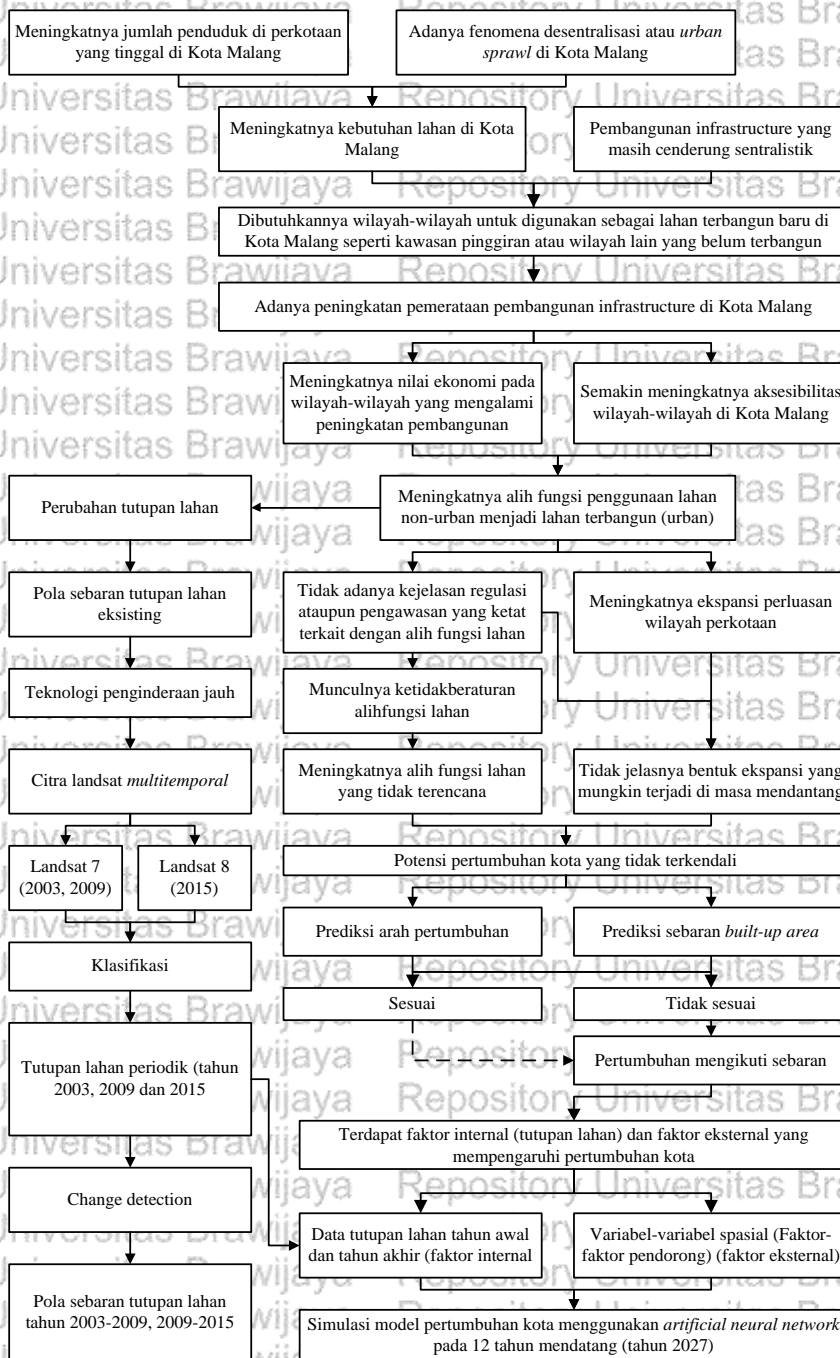 Meningkatnya jumlah penduduk di perkotaan
yang tinggal di Kota Malang
Adanya fenomena desentralisasi atau urban
sprawl di Kota Malang
Meningkatnya kebutuhan lahan di Kota
Malang
Pembangunan infrastructure yang
masih cenderung sentralistik
Dibutuhkannya wilayah-wilayah untuk digunakan sebagai lahan terbangun baru di
Kota Malang seperti kawasan pinggiran atau wilayah lain yang belum terbangun
Adanya peningkatan pemerataan pembangunan infrastructure di Kota Malang
Meningkatnya nilai ekonomi pada
wilayah-wilayah yang mengalami
peningkatan pembangunan
Semakin meningkatnya aksesibilitas
wilayah-wilayah di Kota Malang
Perubahan tutupan lahan
Meningkatnya alih fungsi penggunaan lahan
non-urban menjadi lahan terbangun (urban)
Pola sebaran tutupan lahan
eksisting
Tidak adanya kejelasan regulasi
ataupun pengawasan yang ketat
terkait dengan alih fungsi lahan
Meningkatnya ekspansi perluasan
wilayah perkotaan
Teknologi penginderaan jauh
Munculnya ketidakberaturan
alihfungsi lahan
Citra landsat multitemporal
Meningkatnya alih fungsi lahan
yang tidak terencana
Tidak jelasnya bentuk ekspansi yang
mungkin terjadi di masa mendantang
Landsat 7
(2003, 2009)
Landsat 8
(2015)
Potensi pertumbuhan kota yang tidak terkendali
Prediksi arah pertumbuhan
Prediksi sebaran built-up area
Klasifikasi
Sesuai
Tidak sesuai
Tutupan lahan periodik (tahun
2003, 2009 dan 2015
Pertumbuhan mengikuti sebaran
Terdapat faktor internal (tutupan lahan) dan faktor eksternal yang
mempengaruhi pertumbuhan kota
Change detection
Data tutupan lahan tahun awal
dan tahun akhir (faktor internal
Variabel-variabel spasial (Faktor-
faktor pendorong) (faktor eksternal)
Pola sebaran tutupan lahan
tahun 2003-2009, 2009-2015
Simulasi model pertumbuhan kota menggunakan artificial neural network
pada 12 tahun mendatang (tahun 2027)
Universitas Brawijaya
Repository Universitas Bra